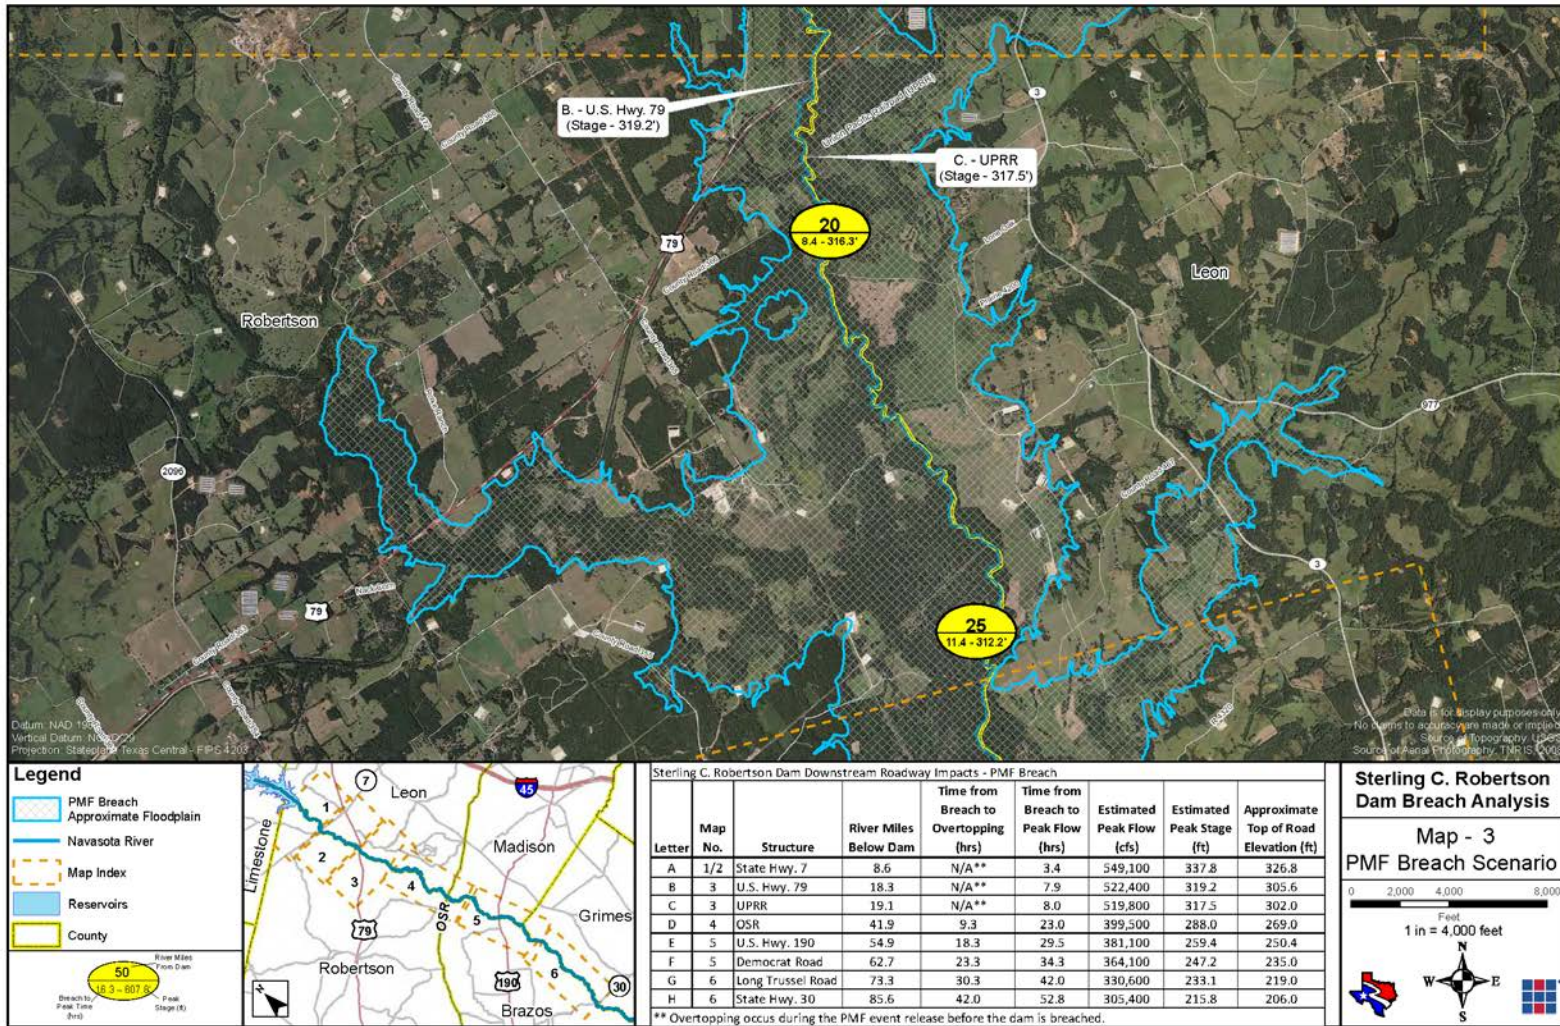 B. - U.S. Hwy. 79
(Stage - 319.2')
Union Pacific Railroad (UPRR)
C. - UPRR
(Stage - 317.5')
3
20
8.4 - 316.3'
79
Leon
Robertson
977
2096
3
25
11.4 - 312.2'
79
Vertical Datum:
Projection: Stateplane Texas Central - FIPS 4203
Data is for display purposes only
No claims to accuracy are made or implied
Source of Topography: USGS
Source of Aerial Photography: TNRIS
Legend
PMF Breach
Approximate Floodplain
Navasota River
Map Index
Reservoirs
County
50
River Miles
From Dam
Breach to
Peak Time
(hrs)
Peak
Stage (ft)
7
Leon
45
1
Madison
Limestone
2
3
4
OSR
5
Grimes
79
6
Robertson
190
30
Brazos
N
Sterling C. Robertson Dam Downstream Roadway Impacts - PMF Breach
Letter Map No. Structure River Miles Below Dam Time from Breach to Overtopping (hrs) Time from Breach to Peak Flow (hrs) Estimated Peak Flow (cfs) Estimated Peak Stage (ft) Approximate Top of Road Elevation (ft)
A 1/2 State Hwy. 7 8.6 N/A** 3.4 549,100 337.8 326.8
B 3 U.S. Hwy. 79 18.3 N/A** 7.9 522,400 319.2 305.6
C 3 UPRR 19.1 N/A** 8.0 519,800 317.5 302.0
D 4 OSR 41.9 9.3 23.0 399,500 288.0 269.0
E 5 U.S. Hwy. 190 54.9 18.3 29.5 381,100 259.4 250.4
F 5 Democrat Road 62.7 23.3 34.3 364,100 247.2 235.0
G 6 Long Trussel Road 73.3 30.3 42.0 330,600 233.1 219.0
H 6 State Hwy. 30 85.6 42.0 52.8 305,400 215.8 206.0
** Overtopping occus during the PMF event release before the dam is breached.
Sterling C. Robertson
Dam Breach Analysis
Map - 3
PMF Breach Scenario
0 2,000 4,000 8,000
Feet
1 in = 4,000 feet
N
W E
S